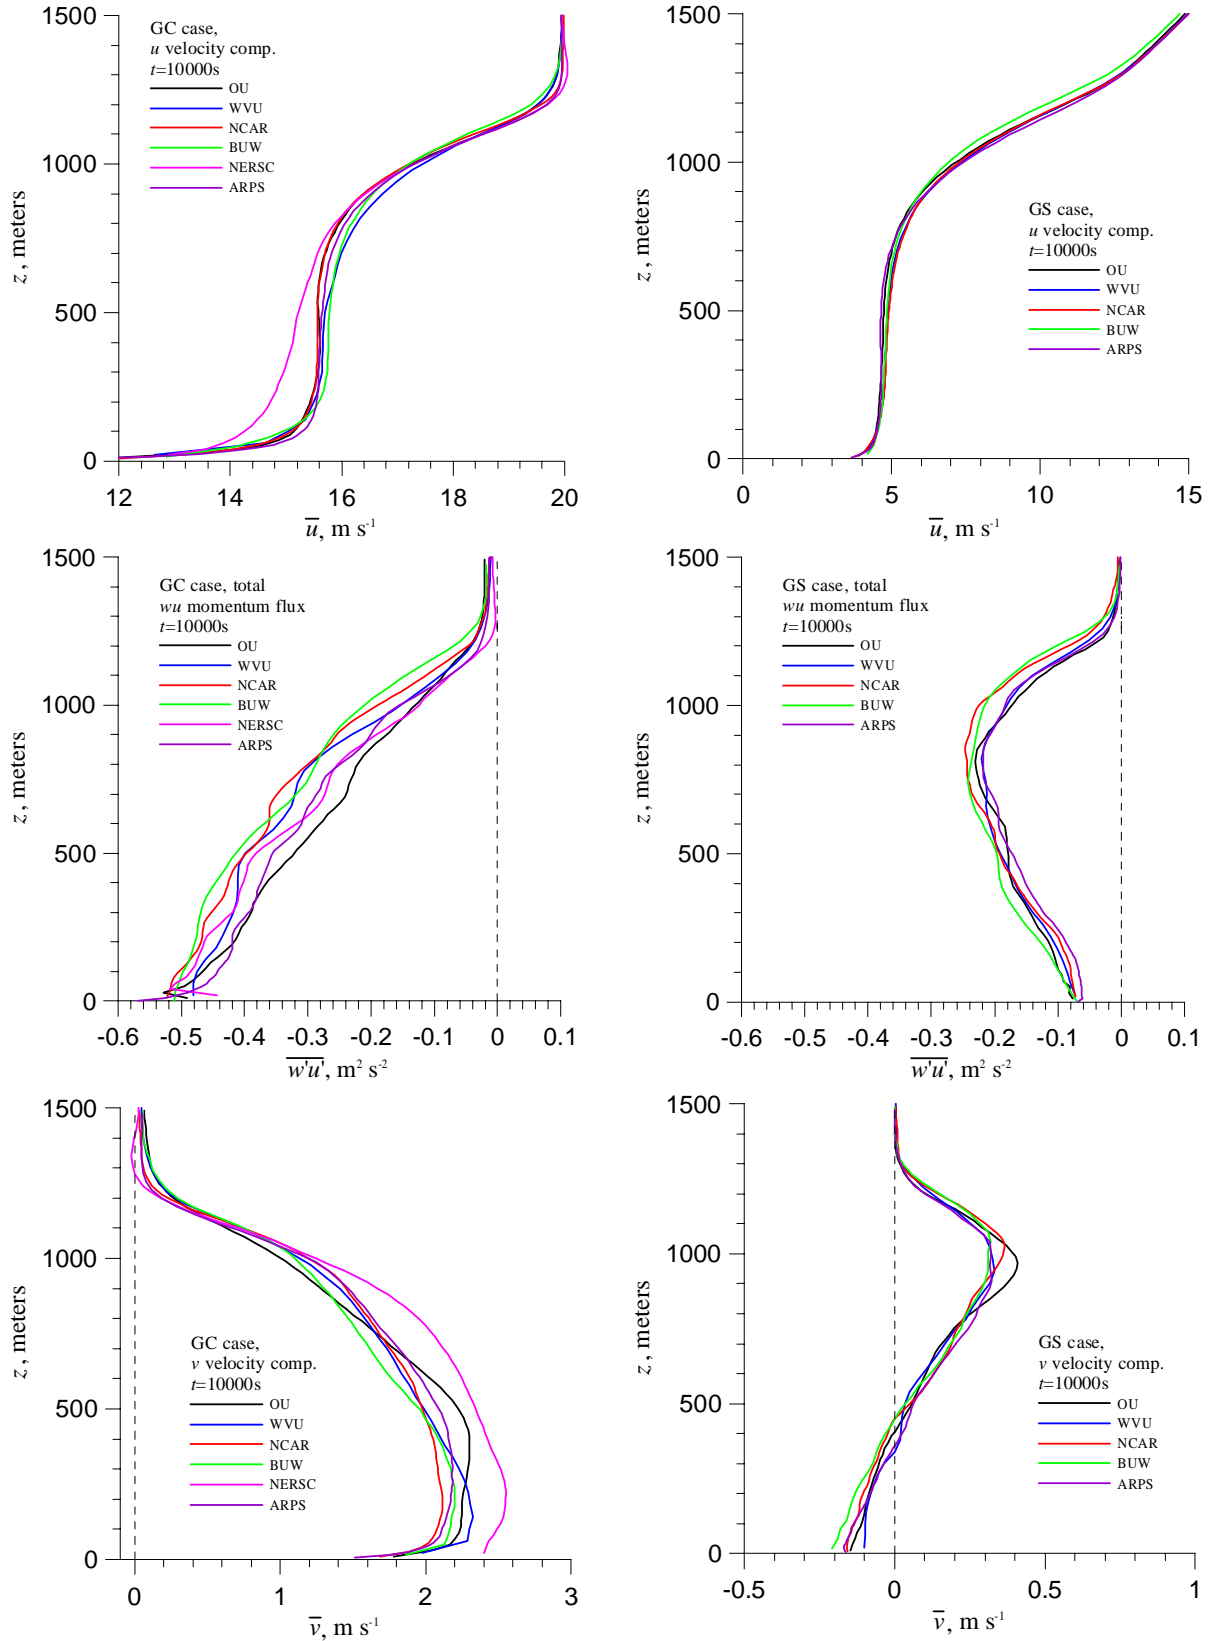 1500
1000
500
0
z, meters
GC case,
u velocity comp.
t=10000s
OU
WVU
NCAR
BUW
NERSC
ARPS
12 14 16 18 20
u̅, m s⁻¹
1500
1000
500
0
z, meters
GS case,
u velocity comp.
t=10000s
OU
WVU
NCAR
BUW
ARPS
0 5 10 15
u̅, m s⁻¹
1500
1000
500
0
z, meters
GC case, total
wu momentum flux
t=10000s
OU
WVU
NCAR
BUW
NERSC
ARPS
-0.6 -0.5 -0.4 -0.3 -0.2 -0.1 0 0.1
w'u', m² s⁻²
1500
1000
500
0
z, meters
GS case, total
wu momentum flux
t=10000s
OU
WVU
NCAR
BUW
ARPS
-0.6 -0.5 -0.4 -0.3 -0.2 -0.1 0 0.1
w'u', m² s⁻²
1500
1000
500
0
z, meters
GC case,
v velocity comp.
t=10000s
OU
WVU
NCAR
BUW
NERSC
ARPS
0 1 2 3
v̅, m s⁻¹
1500
1000
500
0
z, meters
GS case,
v velocity comp.
t=10000s
OU
WVU
NCAR
BUW
ARPS
-0.5 0 0.5 1
v̅, m s⁻¹